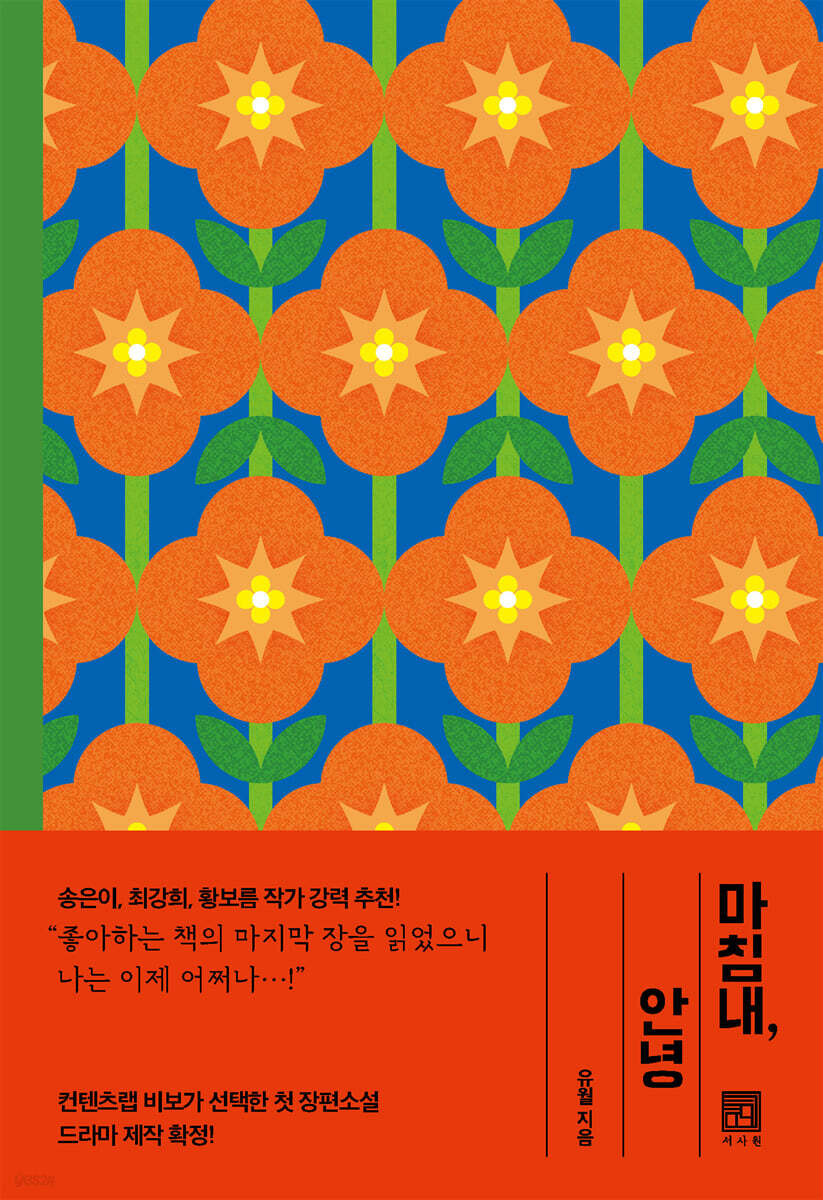 송은이, 최강희, 황보름 작가 강력 추천!
“좋아하는 책의 마지막 장을 읽었으니
나는 이제 어쩌나…!”
컨텐츠랩 비보가 선택한 첫 장편소설
드라마 제작 확정!
마침내,
안녕
유월 지음
서사원
yes24